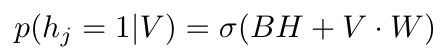 p(h_j = 1|V) = σ(BH + V · W)